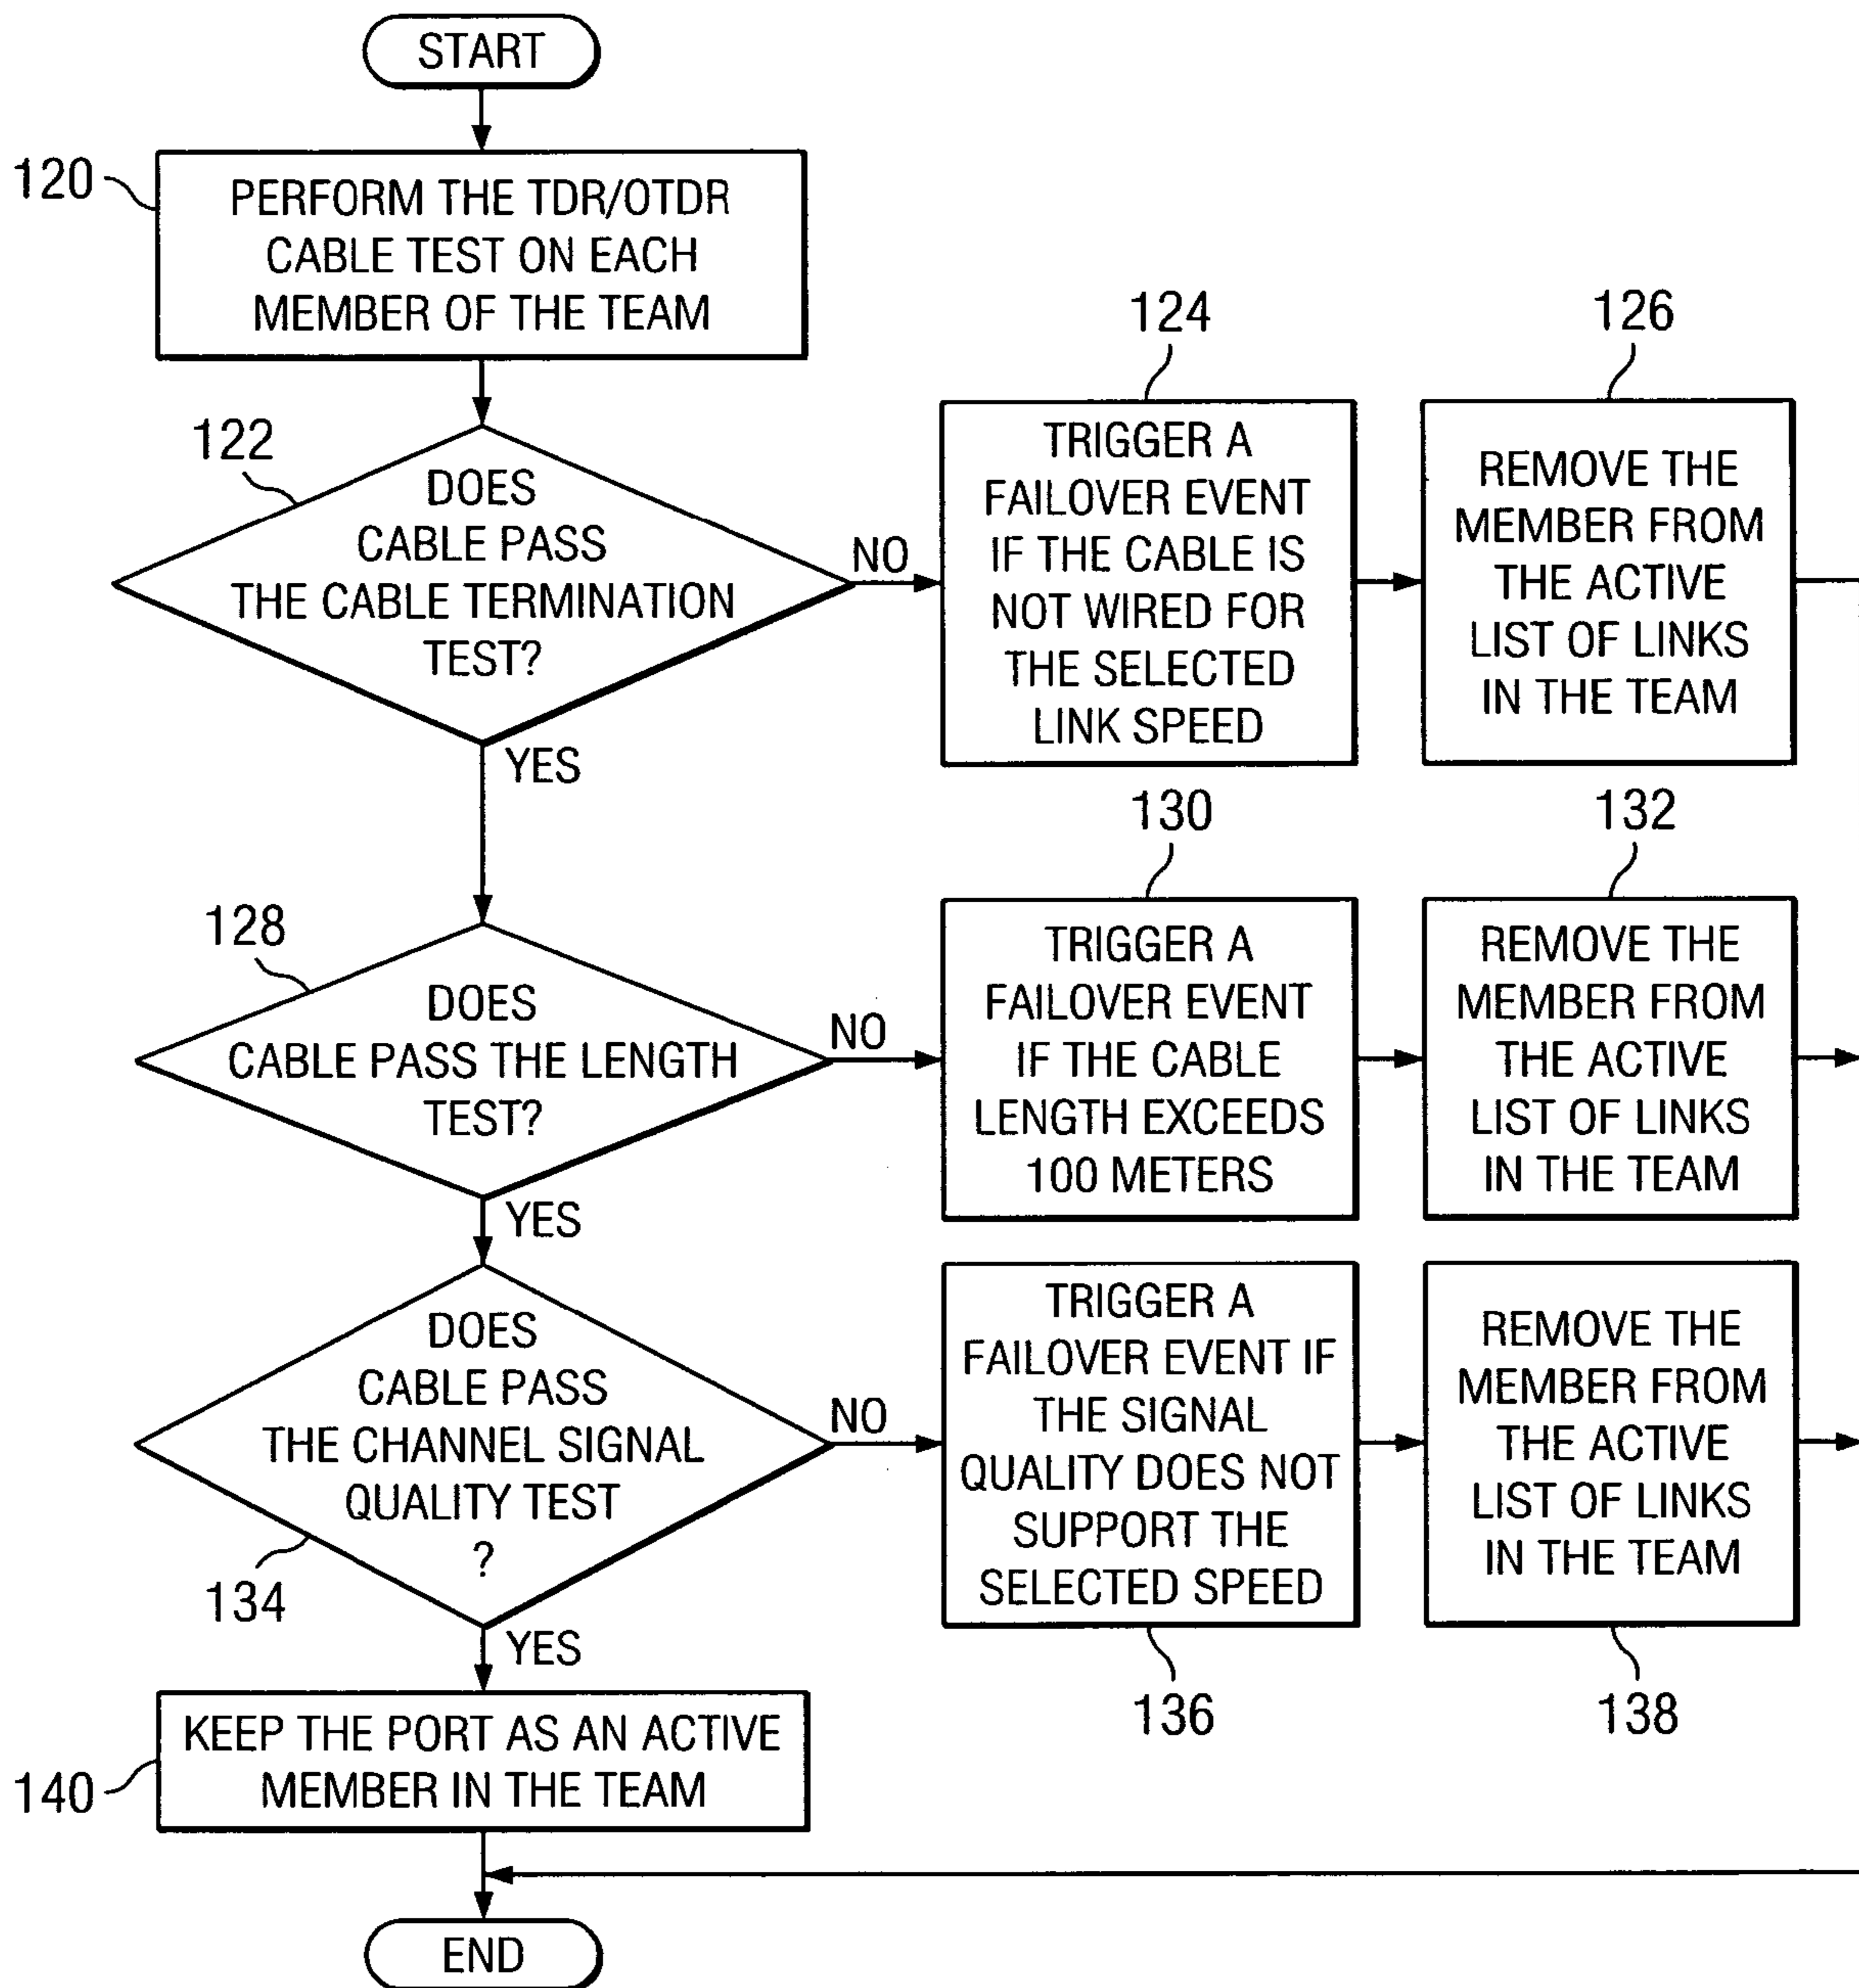 START
120
PERFORM THE TDR/OTDR
CABLE TEST ON EACH
MEMBER OF THE TEAM
122
DOES
CABLE PASS
THE CABLE TERMINATION
TEST?
NO
YES
124
TRIGGER A
FAILOVER EVENT
IF THE CABLE IS
NOT WIRED FOR
THE SELECTED
LINK SPEED
126
REMOVE THE
MEMBER FROM
THE ACTIVE
LIST OF LINKS
IN THE TEAM
128
DOES
CABLE PASS THE LENGTH
TEST?
NO
YES
130
TRIGGER A
FAILOVER EVENT
IF THE CABLE
LENGTH EXCEEDS
100 METERS
132
REMOVE THE
MEMBER FROM
THE ACTIVE
LIST OF LINKS
IN THE TEAM
DOES
CABLE PASS
THE CHANNEL SIGNAL
QUALITY TEST
?
134
NO
YES
TRIGGER A
FAILOVER EVENT IF
THE SIGNAL
QUALITY DOES NOT
SUPPORT THE
SELECTED SPEED
136
REMOVE THE
MEMBER FROM
THE ACTIVE
LIST OF LINKS
IN THE TEAM
138
KEEP THE PORT AS AN ACTIVE
MEMBER IN THE TEAM
140
END